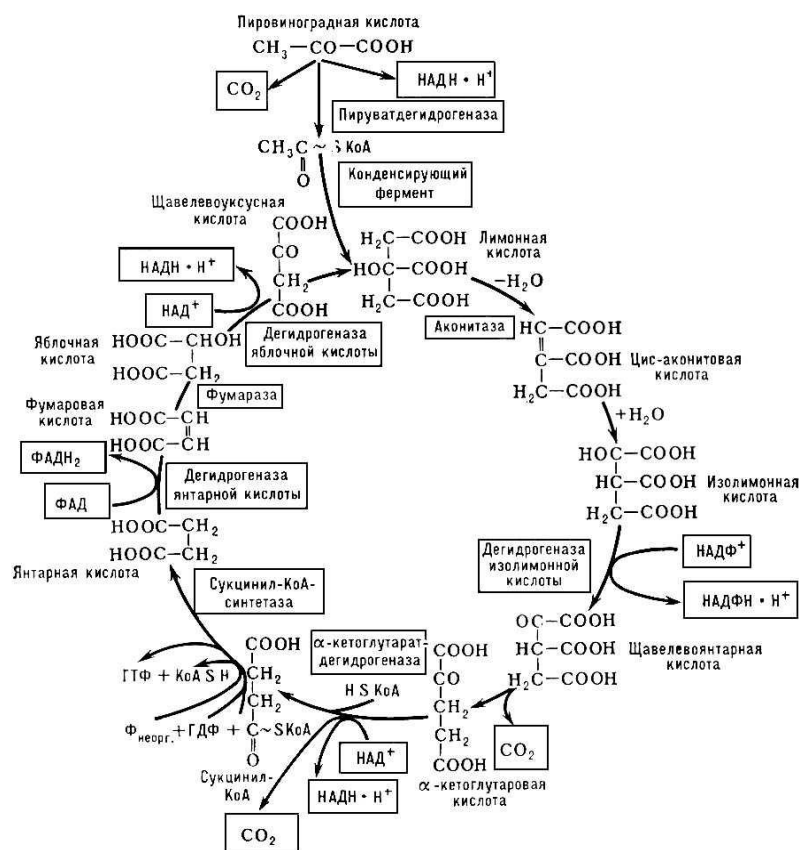 Пировиноградная кислота
CH₃—CO—COOH
CO₂
НАДН • H⁺
Пируватдегидрогеназа
CH₃C~S КоА
O
Конденсирующий
фермент
Щавелевоуксусная
кислота
COOH
CO
CH₂
COOH
H₂C—COOH
HOC—COOH
H₂C—COOH
Лимонная
кислота
—H₂O
НАДН • H⁺
НАД⁺
Дегидрогеназа
яблочной кислоты
Аконитаза
HC—COOH
C—COOH
H₂C—COOH
Цис-аконитовая
кислота
+H₂O
Яблочная
кислота
HOOC—CHOH
HOOC—CH₂
Фумараза
Фумаровая
кислота
HOOC—CH
HOOC—CH
ФАДН₂
ФАД
Дегидрогеназа
янтарной кислоты
HOC—COOH
HC—COOH
H₂C—COOH
Изолимонная
кислота
HOOC—CH₂
HOOC—CH₂
Янтарная кислота
Дегидрогеназа
изолимонной
кислоты
НАДФ⁺
НАДФН • H⁺
Сукцинил-КоА-
синтетаза
OC—COOH
HC—COOH
H₂C—COOH
Щавелевоянтарная
кислота
α-кетоглутарат-
дегидрогеназа
COOH
CO
CH₂
CH₂
COOH
α-кетоглутаровая
кислота
CO₂
H S КоА
НАД⁺
НАДН • H⁺
CO₂
COOH
CH₂
CH₂
C~SКоА
O
ГТФ + КоА S H
Фнеорг.+ГДФ +
Сукцинил-
КоА